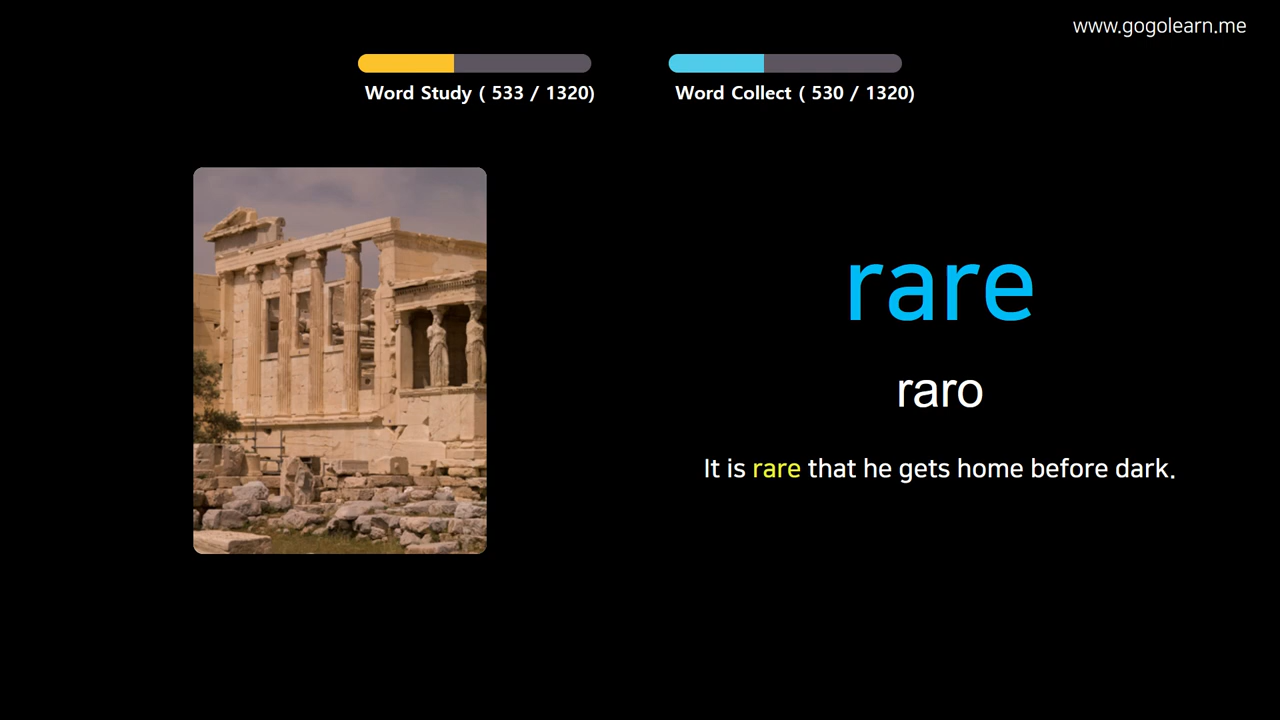 www.gogolearn.me
Word Study ( 533 / 1320)
Word Collect ( 530 / 1320)
rare
raro
It is rare that he gets home before dark.